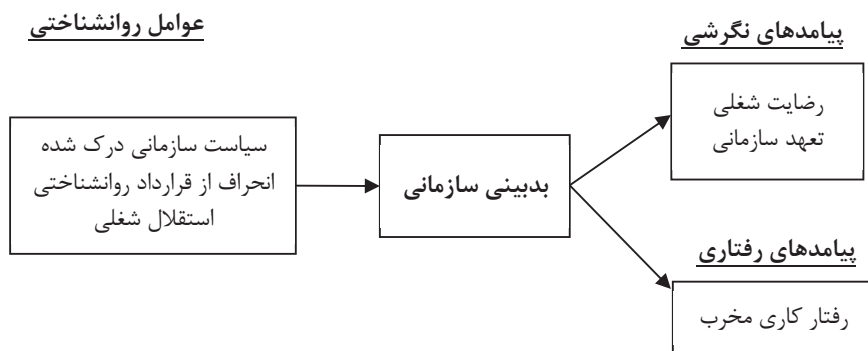 عوامل روانشناختی
سیاست سازمانی درک شده
انحراف از قرارداد روانشناختی
استقلال شغلی
بدبینی سازمانی
پیامدهای نگرشی
رضایت شغلی
تعهد سازمانی
پیامدهای رفتاری
رفتار کاری مخرب